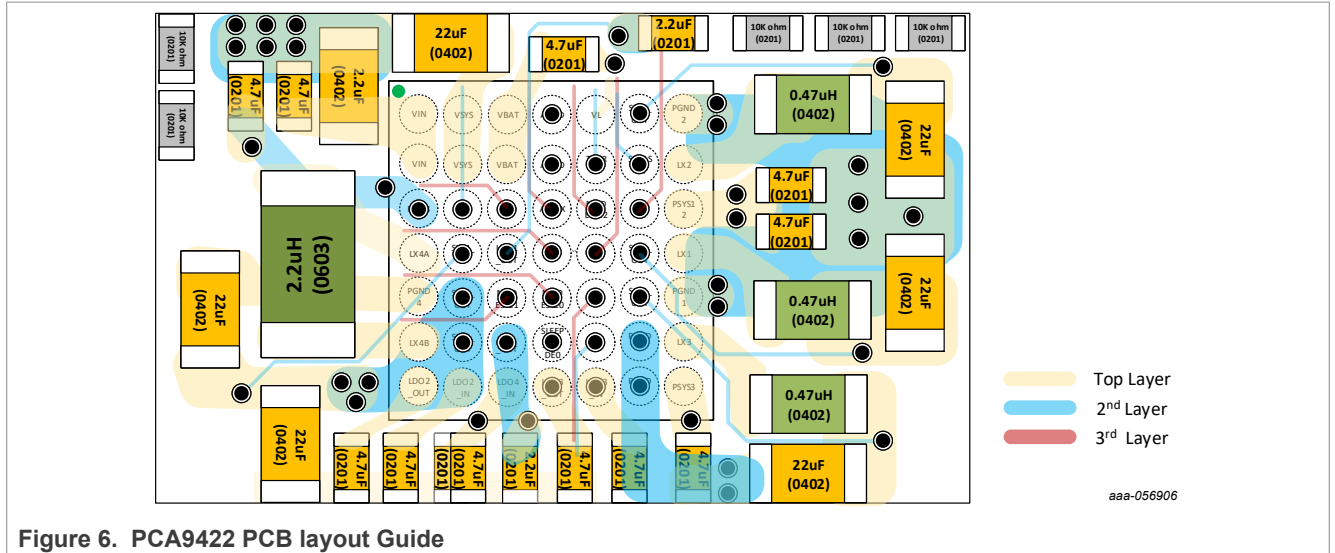 10K ohm
(0201)
10K ohm
(0201)
4.7uF
(0201)
4.7uF
(0201)
2.2uF
(0402)
22uF
(0402)
4.7uF
(0201)
2.2uF
(0201)
10K ohm
(0201)
10K ohm
(0201)
10K ohm
(0201)
VIN
VSYS
VBAT
VL
PGND
2
0.47uH
(0402)
22uF
(0402)
VIN
VSYS
VBAT
LX2
4.7uF
(0201)
PSYS1
2
4.7uF
(0201)
2.2uH
(0603)
LX4A
LX1
22uF
(0402)
22uF
(0402)
PGND
4
PGND
1
0.47uH
(0402)
LX4B
SLEEP
DE0
LX3
LDO2
_OUT
LDO2
_IN
LDO4
_IN
PSYS3
0.47uH
(0402)
22uF
(0402)
4.7uF
(0201)
4.7uF
(0201)
4.7uF
(0201)
2.2uF
(0201)
4.7uF
(0201)
4.7uF
(0201)
4.7uF
(0201)
22uF
(0402)
Top Layer
2nd Layer
3rd Layer
aaa-056906
Figure 6. PCA9422 PCB layout Guide